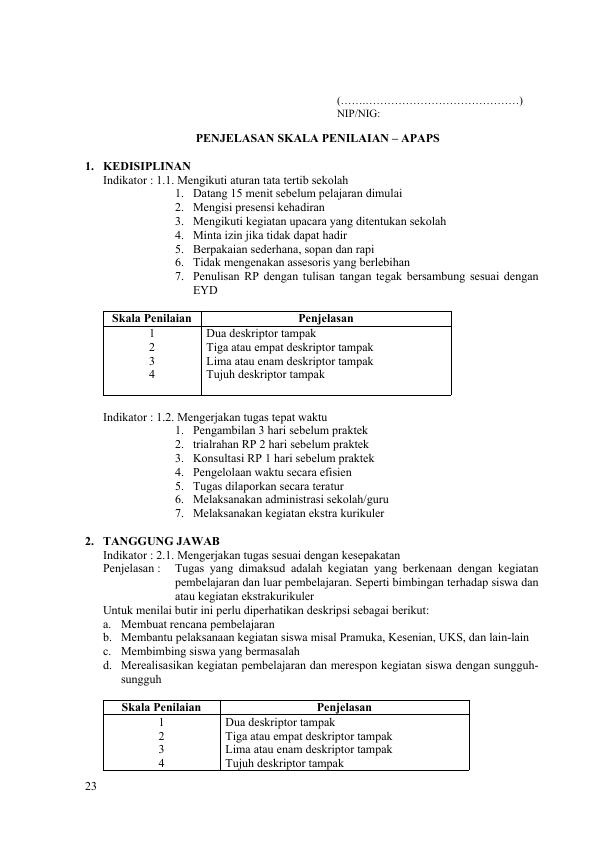 (………………………………………….)
NIP/NIG:
PENJELASAN SKALA PENILAIAN – APAPS
1. KEDISIPLINAN
Indikator : 1.1. Mengikuti aturan tata tertib sekolah
1. Datang 15 menit sebelum pelajaran dimulai
2. Mengisi presensi kehadiran
3. Mengikuti kegiatan upacara yang ditentukan sekolah
4. Minta izin jika tidak dapat hadir
5. Berpakaian sederhana, sopan dan rapi
6. Tidak mengenakan assesoris yang berlebihan
7. Penulisan RP dengan tulisan tangan tegak bersambung sesuai dengan
EYD
Skala Penilaian Penjelasan
1 Dua deskriptor tampak
2 Tiga atau empat deskriptor tampak
3 Lima atau enam deskriptor tampak
4 Tujuh deskriptor tampak
Indikator : 1.2. Mengerjakan tugas tepat waktu
1. Pengambilan 3 hari sebelum praktek
2. trialrahan RP 2 hari sebelum praktek
3. Konsultasi RP 1 hari sebelum praktek
4. Pengelolaan waktu secara efisien
5. Tugas dilaporkan secara teratur
6. Melaksanakan administrasi sekolah/guru
7. Melaksanakan kegiatan ekstra kurikuler
2. TANGGUNG JAWAB
Indikator : 2.1. Mengerjakan tugas sesuai dengan kesepakatan
Penjelasan : Tugas yang dimaksud adalah kegiatan yang berkenaan dengan kegiatan
pembelajaran dan luar pembelajaran. Seperti bimbingan terhadap siswa dan
atau kegiatan ekstrakurikuler
Untuk menilai butir ini perlu diperhatikan deskripsi sebagai berikut:
a. Membuat rencana pembelajaran
b. Membantu pelaksanaan kegiatan siswa misal Pramuka, Kesenian, UKS, dan lain-lain
c. Membimbing siswa yang bermasalah
d. Merealisasikan kegiatan pembelajaran dan merespon kegiatan siswa dengan sungguh-
sungguh
Skala Penilaian Penjelasan
1 Dua deskriptor tampak
2 Tiga atau empat deskriptor tampak
3 Lima atau enam deskriptor tampak
4 Tujuh deskriptor tampak
23